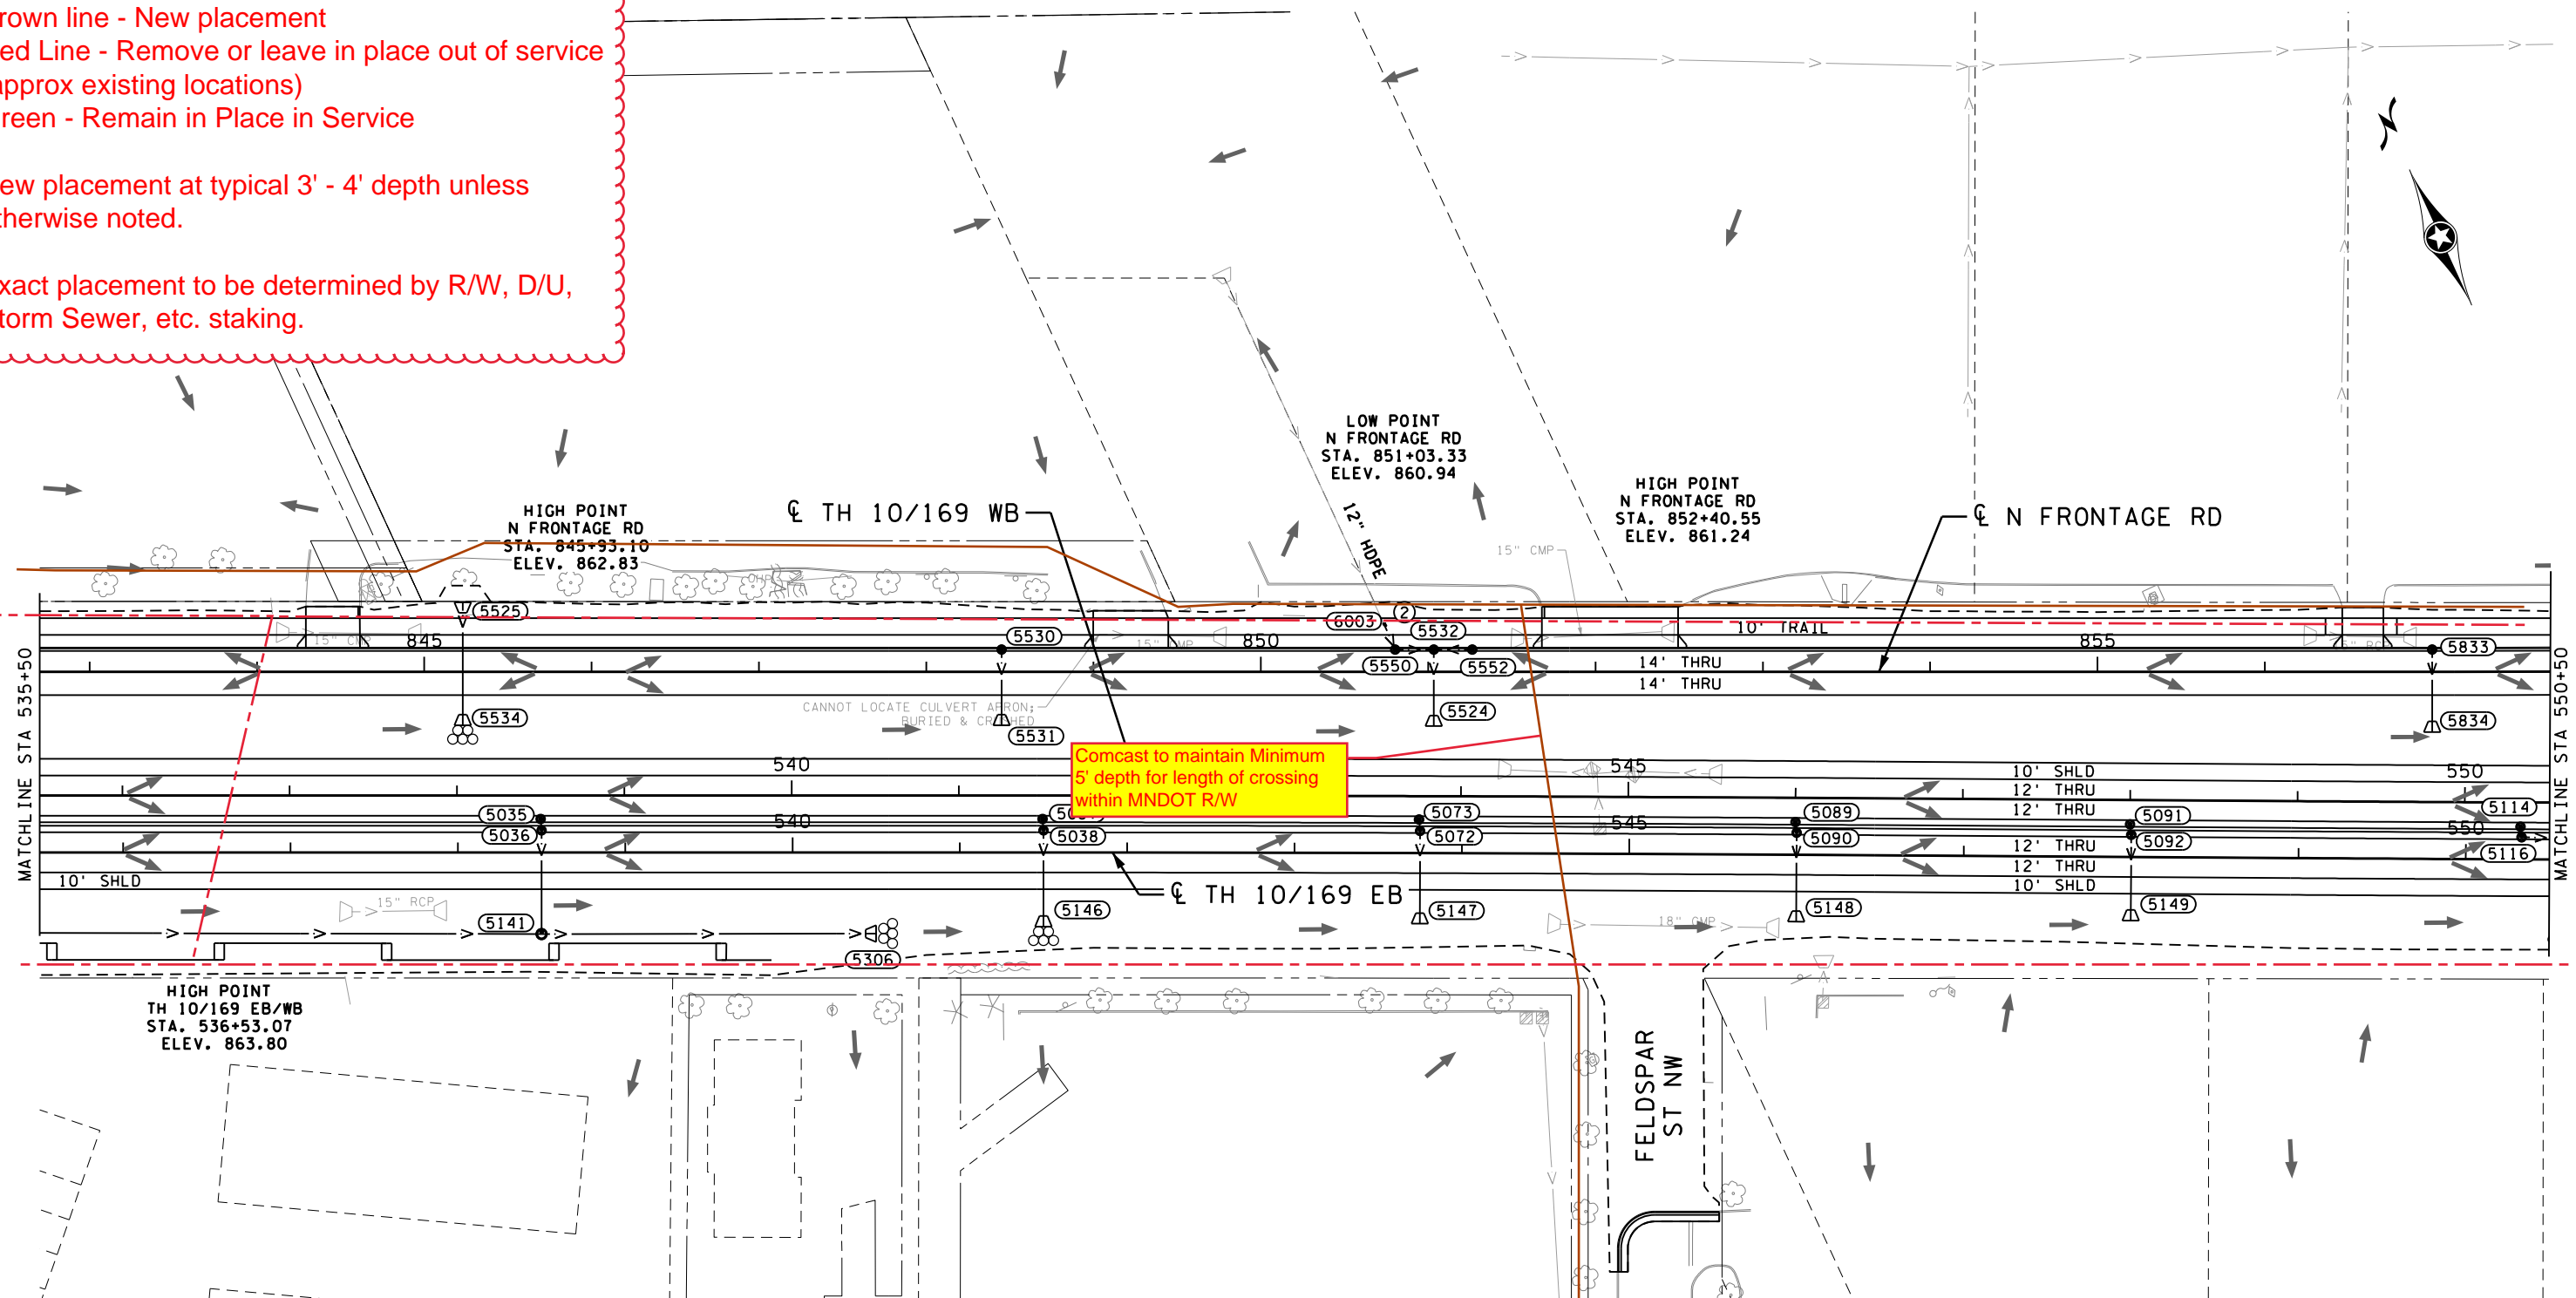 rown line - New placement
ed Line - Remove or leave in place out of service
approx existing locations)
reen - Remain in Place in Service
ew placement at typical 3' - 4' depth unless
therwise noted.
xact placement to be determined by R/W, D/U,
torm Sewer, etc. staking.
LOW POINT
N FRONTAGE RD
STA. 851+03.33
ELEV. 860.94
HIGH POINT
N FRONTAGE RD
STA. 852+40.55
ELEV. 861.24
HIGH POINT
N FRONTAGE RD
STA. 845+93.10
ELEV. 862.83
℄ TH 10/169 WB
℄ N FRONTAGE RD
12" HDPE
15" CMP
5525
6003
2
5532
5530
10' TRAIL
15" CMP
845
15" CMP
850
855
5833
5550
5552
14' THRU
14' THRU
5534
CANNOT LOCATE CULVERT APRON;
BURIED & CRUSHED
5531
5524
5834
MATCHLINE STA 535+50
MATCHLINE STA 550+50
Comcast to maintain Minimum
5' depth for length of crossing
within MNDOT R/W
540
545
10' SHLD
550
12' THRU
12' THRU
5035
5036
540
5038
5073
5072
545
5089
5090
5091
5092
550
5114
5116
12' THRU
12' THRU
10' SHLD
10' SHLD
℄ TH 10/169 EB
15" RCP
5141
5146
5147
18" CMP
5148
5149
5306
HIGH POINT
TH 10/169 EB/WB
STA. 536+53.07
ELEV. 863.80
FELDSPAR
ST NW